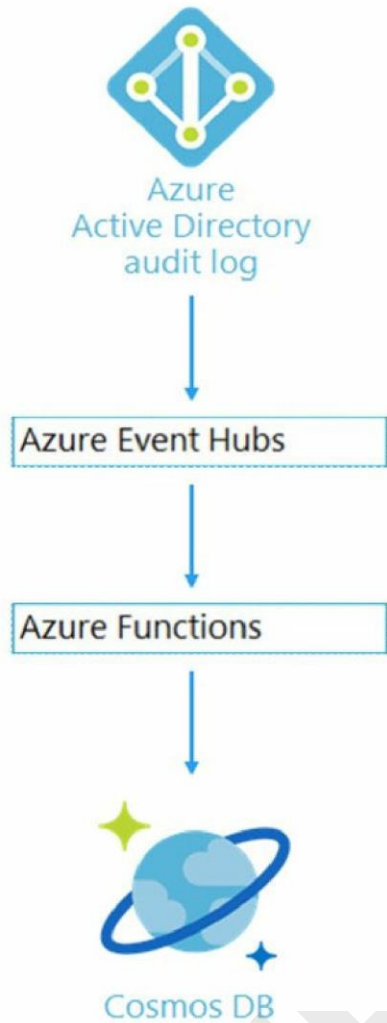 Azure
Active Directory
audit log
Azure Event Hubs
Azure Functions
Cosmos DB